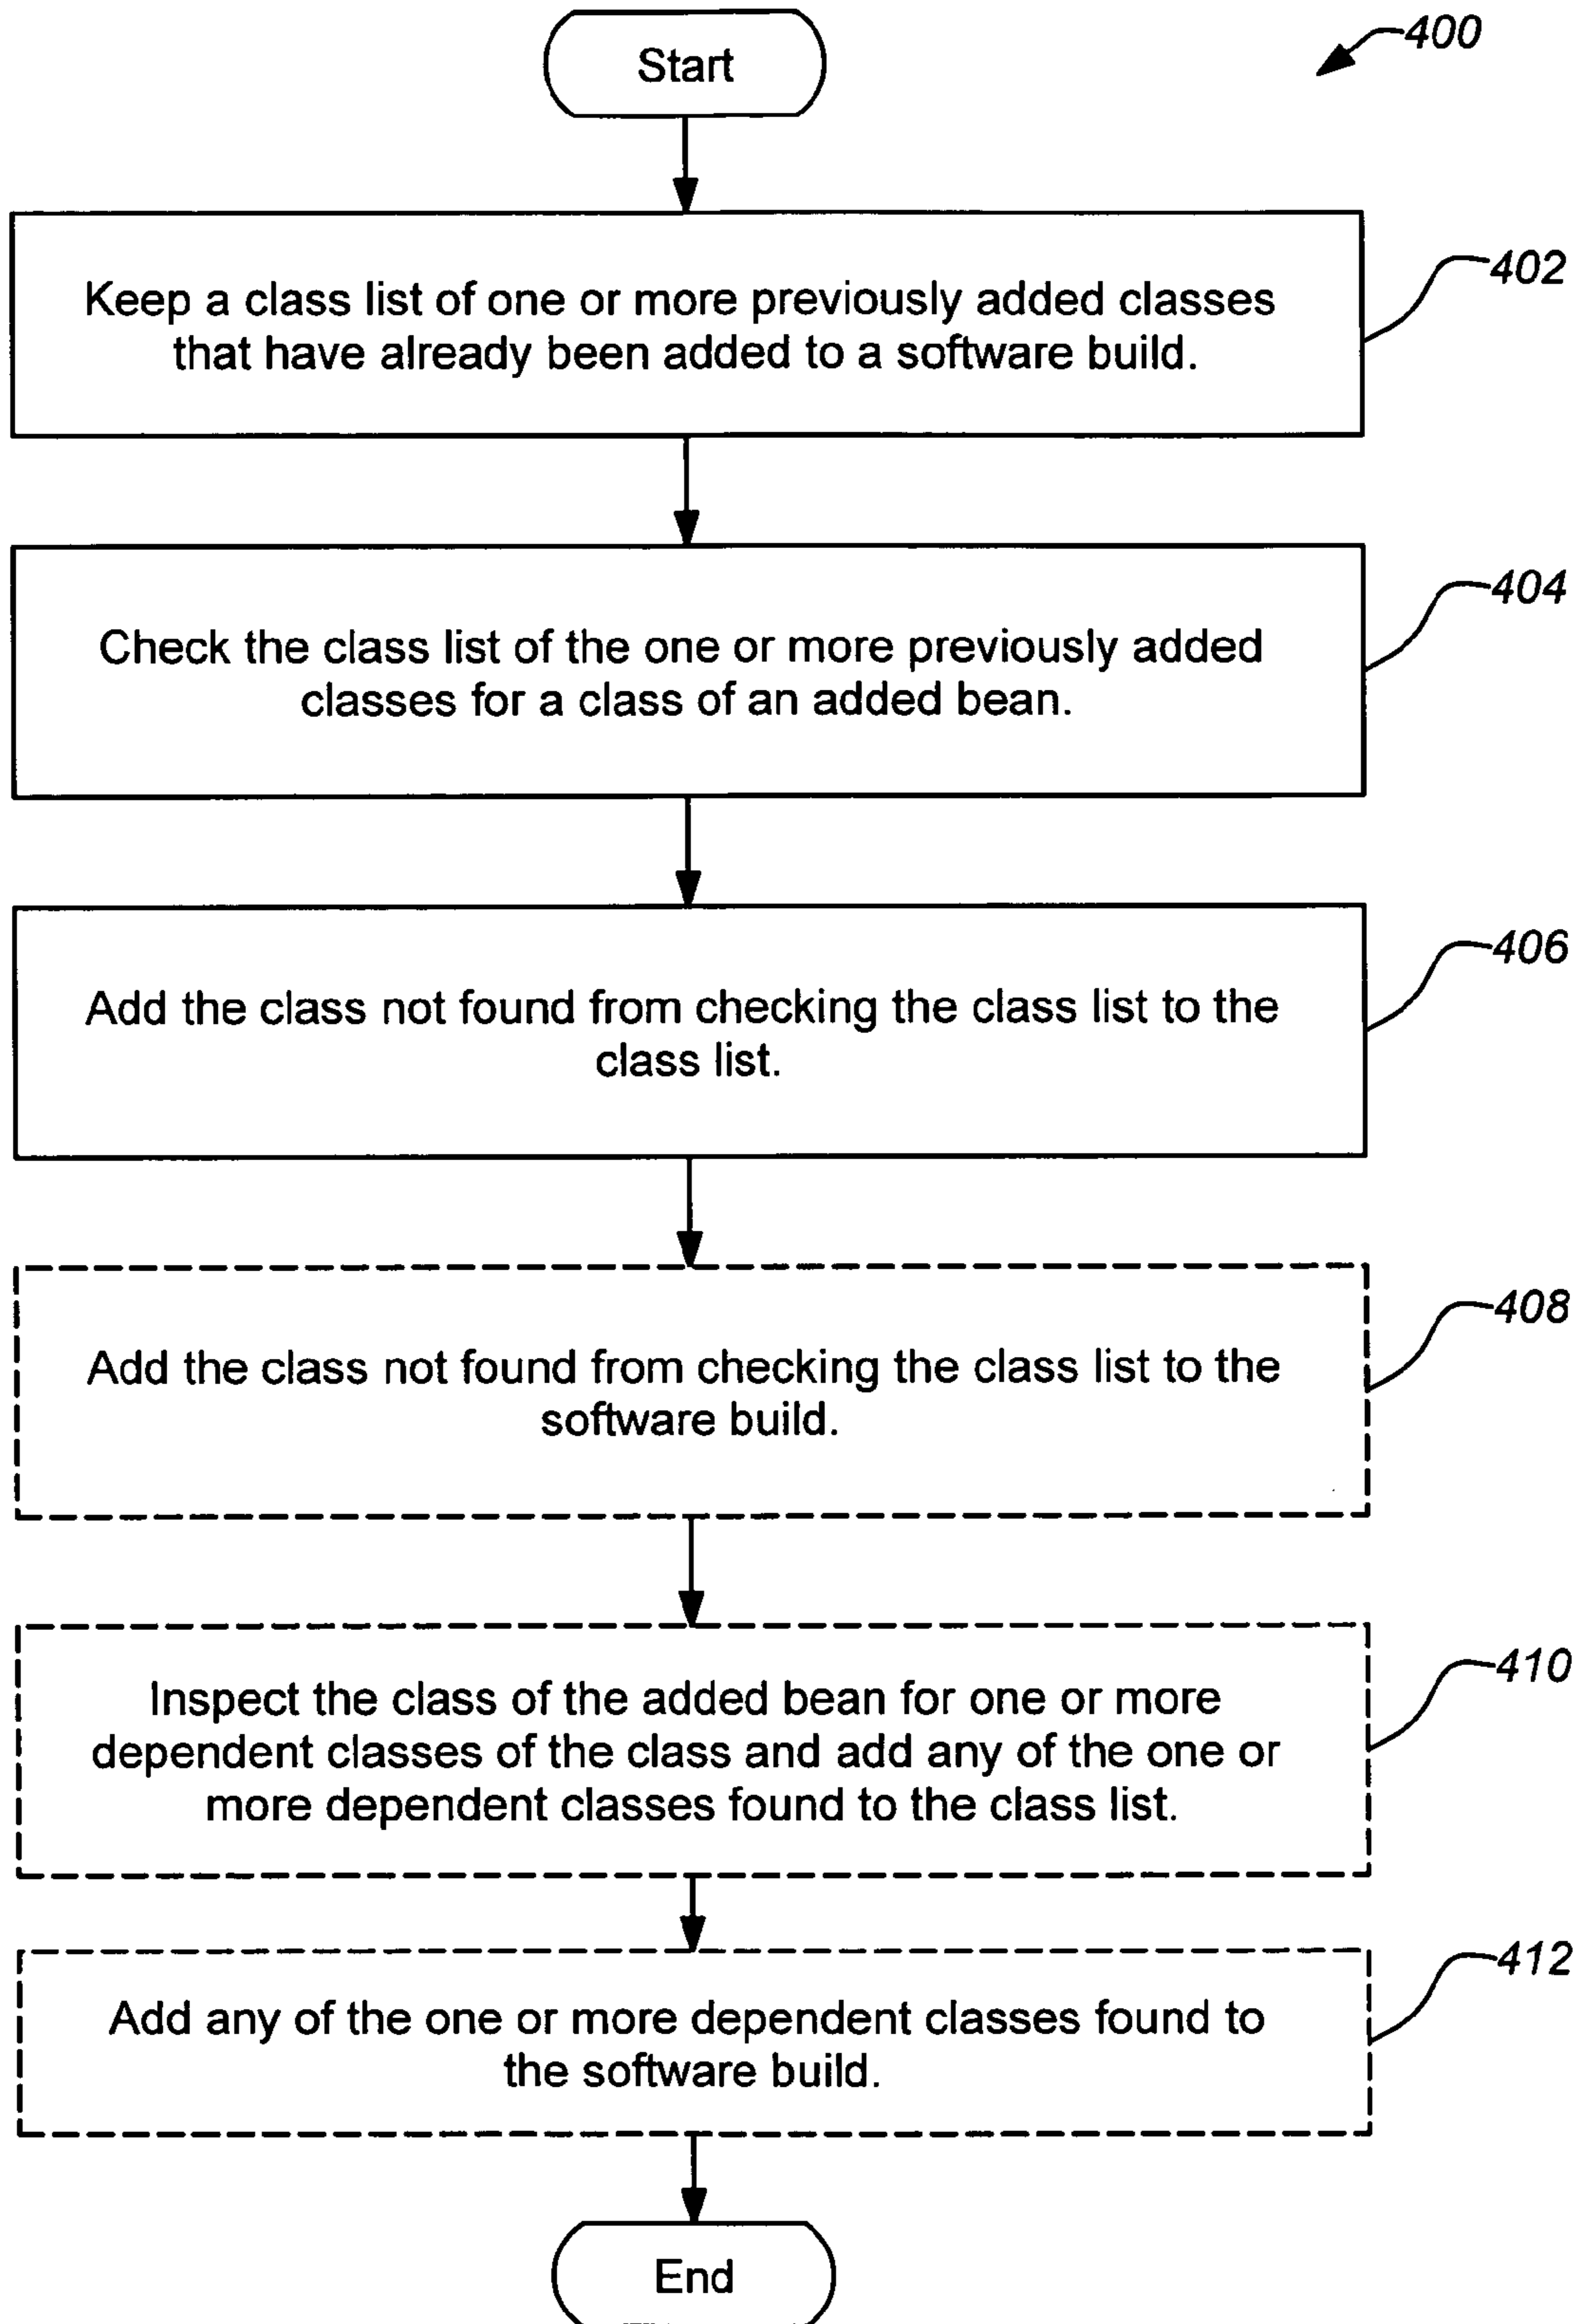 Start
400
Keep a class list of one or more previously added classes
that have already been added to a software build.
402
Check the class list of the one or more previously added
classes for a class of an added bean.
404
Add the class not found from checking the class list to the
class list.
406
Add the class not found from checking the class list to the
software build.
408
Inspect the class of the added bean for one or more
dependent classes of the class and add any of the one or
more dependent classes found to the class list.
410
Add any of the one or more dependent classes found to
the software build.
412
End